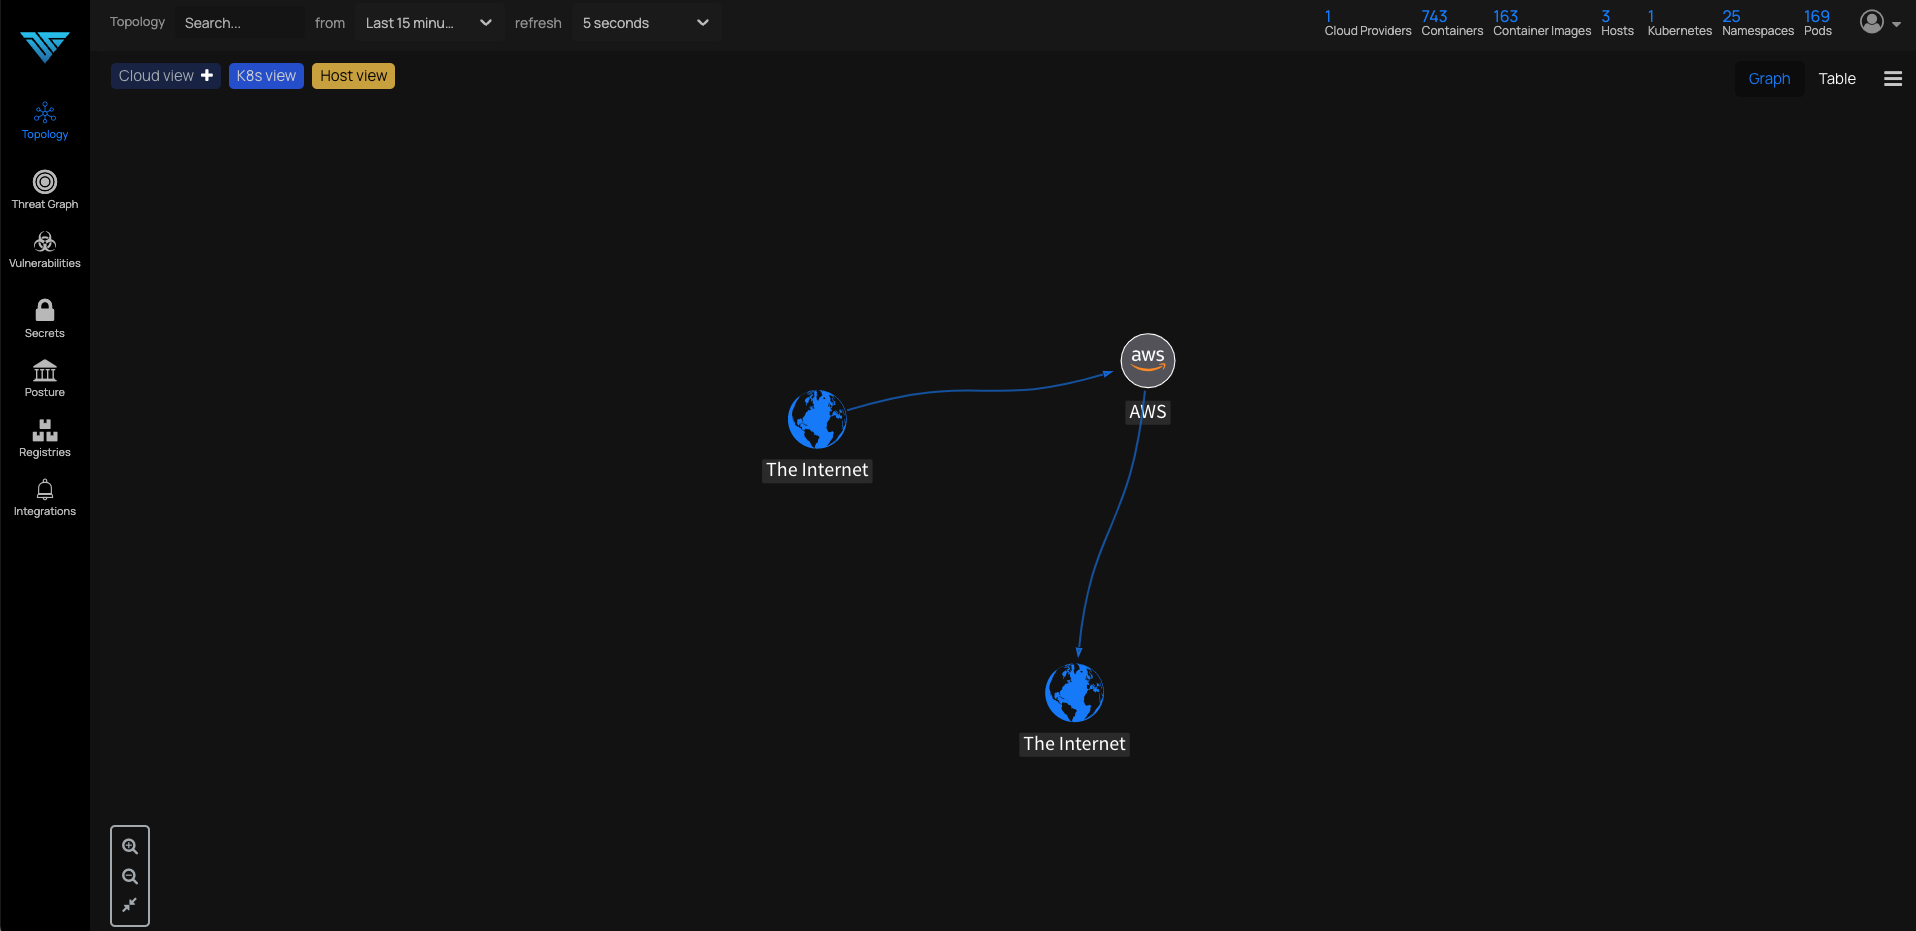 Topology Search... from Last 15 minu... refresh 5 seconds
1 743 163 3 1 25 169
Cloud Providers Containers Container Images Hosts Kubernetes Namespaces Pods
Cloud view K8s view Host view
Graph Table
Topology
Threat Graph
Vulnerabilities
Secrets
Posture
Registries
Integrations
aws
AWS
The Internet
The Internet